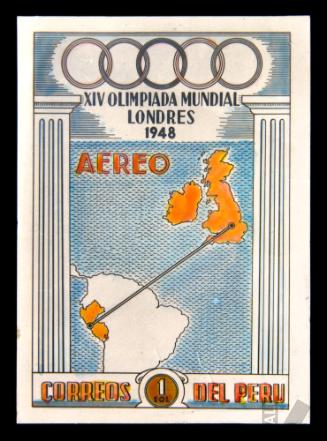 XIV OLIMPIADA MUNDIAL
LONDRES
1948
AEREO
1
SOL
CORREOS DEL PERU